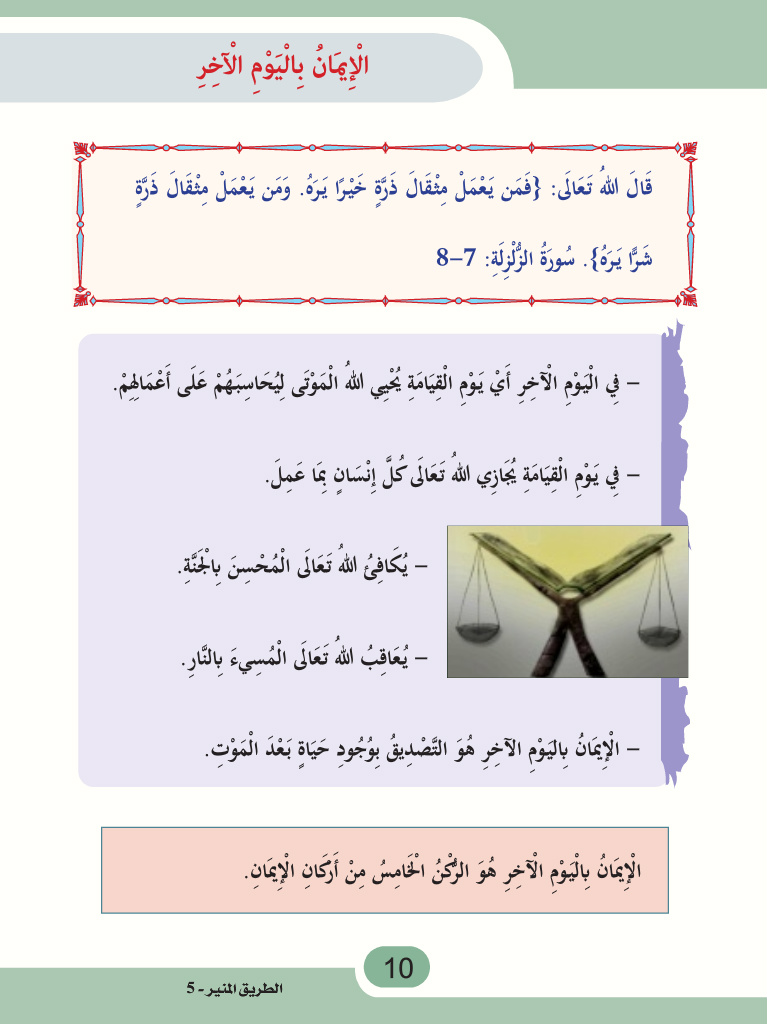 الْإِيمَانُ بِالْيَوْمِ الْآخِرِ
قَالَ اللهُ تَعَالَى: {فَمَن يَعْمَلْ مِثْقَالَ ذَرَّةٍ خَيْرًا يَرَهُ. وَمَن يَعْمَلْ مِثْقَالَ ذَرَّةٍ
شَرًّا يَرَهُ}. سُورَةُ الزُّلْزِلَةِ: 7–8
– فِي الْيَوْمِ الْآخِرِ أَيْ يَوْمِ الْقِيَامَةِ يُحْيِي اللهُ الْمَوْتَى لِيُحَاسِبَهُمْ عَلَى أَعْمَالِهِمْ.
– فِي يَوْمِ الْقِيَامَةِ يُجَازِي اللهُ تَعَالَى كُلَّ إِنْسَانٍ بِمَا عَمِلَ.
– يُكَافِئُ اللهُ تَعَالَى الْمُحْسِنَ بِالْجَنَّةِ.
– يُعَاقِبُ اللهُ تَعَالَى الْمُسِيءَ بِالنَّارِ.
– الْإِيمَانُ بِاليَوْمِ الآخِرِ هُوَ التَّصْدِيقُ بِوُجُودِ حَيَاةٍ بَعْدَ الْمَوْتِ.
الْإِيمَانُ بِالْيَوْمِ الْآخِرِ هُوَ الرُّكْنُ الْخَامِسُ مِنْ أَرْكَانِ الْإِيمَانِ.
10
الطريق المنير - 5